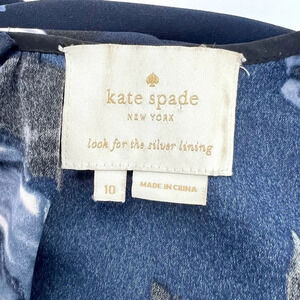 kate spade
NEW YORK
look for the silver lining
10
MADE IN CHINA